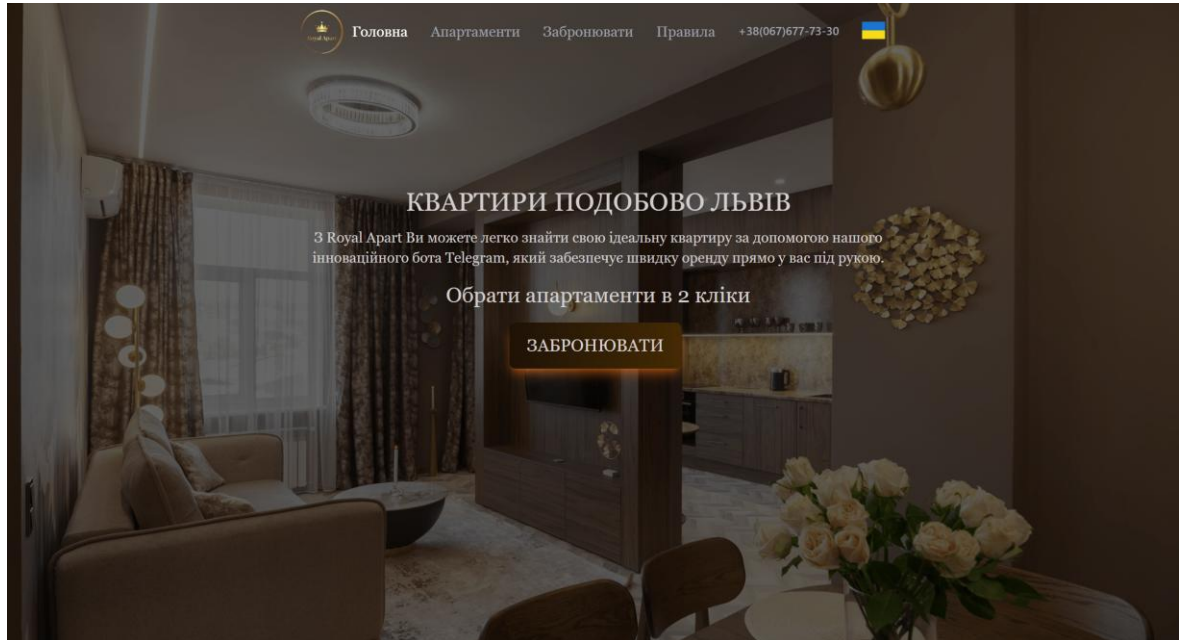 Royal Apart
Головна
Апартаменти
Забронювати
Правила
+38(067)677-73-30
КВАРТИРИ ПОДОБОВО ЛЬВІВ
З Royal Apart Ви можете легко знайти свою ідеальну квартиру за допомогою нашого
інноваційного бота Telegram, який забезпечує швидку оренду прямо у вас під рукою.
Обрати апартаменти в 2 кліки
ЗАБРОНЮВАТИ